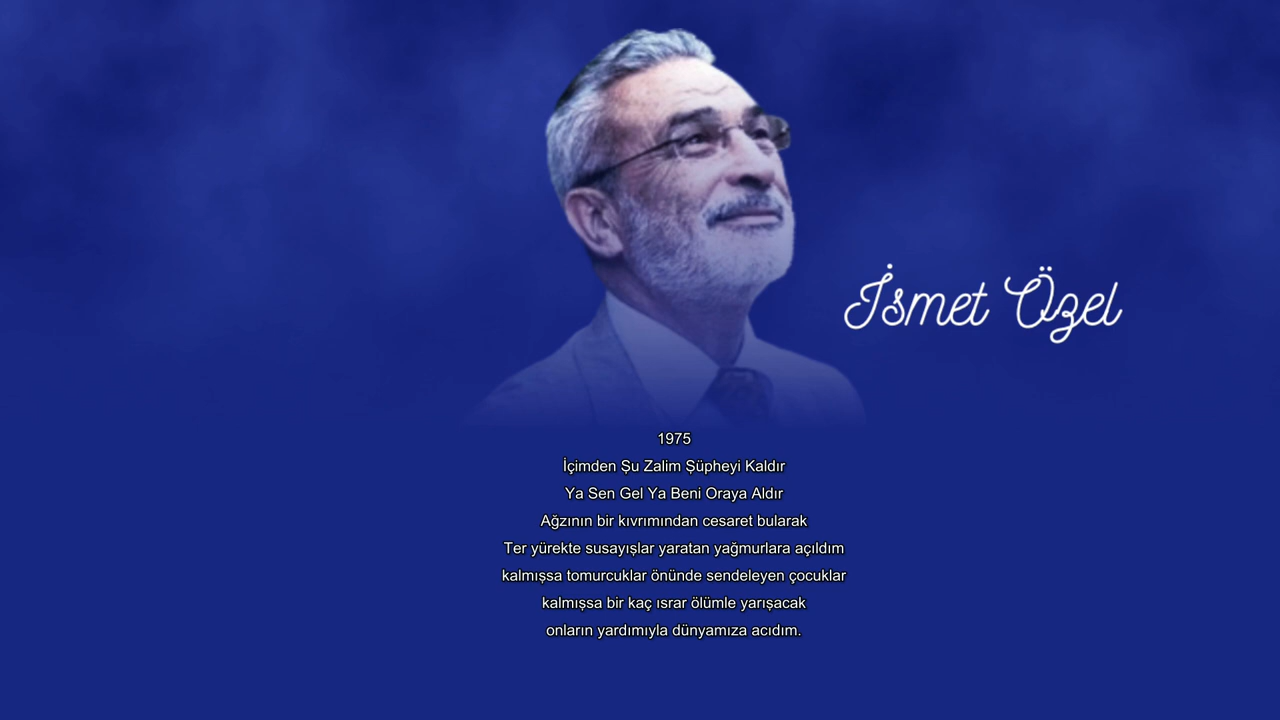 İsmet Özel
1975
İçimden Şu Zalim Şüpheyi Kaldır
Ya Sen Gel Ya Beni Oraya Aldır
Ağzının bir kıvrımından cesaret bularak
Ter yürekte susayışlar yaratan yağmurlara açıldım
kalmışsa tomurcuklar önünde sendeleyen çocuklar
kalmışsa bir kaç ısrar ölümle yarışacak
onların yardımıyla dünyamıza acıdım.